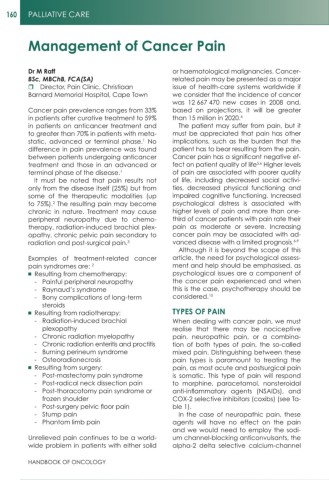 160 PALLIATIVE CARE
Management of Cancer Pain
Dr M Raff
BSc, MBChB, FCA(SA)
❒ Director, Pain Clinic, Christiaan
Barnard Memorial Hospital, Cape Town
Cancer pain prevalence ranges from 33%
in patients after curative treatment to 59%
in patients on anticancer treatment and
to greater than 70% in patients with meta-
static, advanced or terminal phase.¹ No
difference in pain prevalence was found
between patients undergoing anticancer
treatment and those in an advanced or
terminal phase of the disease.¹
It must be noted that pain results not
only from the disease itself (25%) but from
some of the therapeutic modalities (up
to 75%).² The resulting pain may become
chronic in nature. Treatment may cause
peripheral neuropathy due to chemo-
therapy, radiation-induced brachial plex-
opathy, chronic pelvic pain secondary to
radiation and post-surgical pain.³
Examples of treatment-related cancer
pain syndromes are: ²
■ Resulting from chemotherapy:
- Painful peripheral neuropathy
- Raynaud's syndrome
- Bony complications of long-term
steroids
■ Resulting from radiotherapy:
- Radiation-induced brachial
plexopathy
- Chronic radiation myelopathy
- Chronic radiation enteritis and proctitis
- Burning perineum syndrome
- Osteoradionecrosis
■ Resulting from surgery:
- Post-mastectomy pain syndrome
- Post-radical neck dissection pain
- Post-thoracotomy pain syndrome or
frozen shoulder
- Post-surgery pelvic floor pain
- Stump pain
- Phantom limb pain
Unrelieved pain continues to be a world-
wide problem in patients with either solid
or haematological malignancies. Cancer-
related pain may be presented as a major
issue of health-care systems worldwide if
we consider that the incidence of cancer
was 12 667 470 new cases in 2008 and,
based on projections, it will be greater
than 15 million in 2020.⁴
The patient may suffer from pain, but it
must be appreciated that pain has other
implications, such as the burden that the
patient has to bear resulting from the pain.
Cancer pain has a significant negative ef-
fect on patient quality of life. Higher levels
of pain are associated with poorer quality
of life, including decreased social activi-
ties, decreased physical functioning and
impaired cognitive functioning. Increased
psychological distress is associated with
higher levels of pain and more than one-
third of cancer patients with pain rate their
pain as moderate or severe. Increasing
cancer pain may be associated with ad-
vanced disease with a limited prognosis.
Although it is beyond the scope of this
article, the need for psychological assess-
ment and help should be emphasised, as
psychological issues are a component of
the cancer pain experienced and when
this is the case, psychotherapy should be
considered.¹⁰
TYPES OF PAIN
When dealing with cancer pain, we must
realise that there may be nociceptive
pain, neuropathic pain, or a combina-
tion of both types of pain, the so-called
mixed pain. Distinguishing between these
pain types is paramount to treating the
pain, as most acute and postsurgical pain
is somatic. This type of pain will respond
to morphine, paracetamol, nonsteroidal
anti-inflammatory agents (NSAIDs), and
COX-2 selective inhibitors (coxibs) (see Ta-
ble 1).
In the case of neuropathic pain, these
agents will have no effect on the pain
and we would need to employ the sodi-
um channel-blocking anticonvulsants, the
alpha-2 delta selective calcium-channel
HANDBOOK OF ONCOLOGY